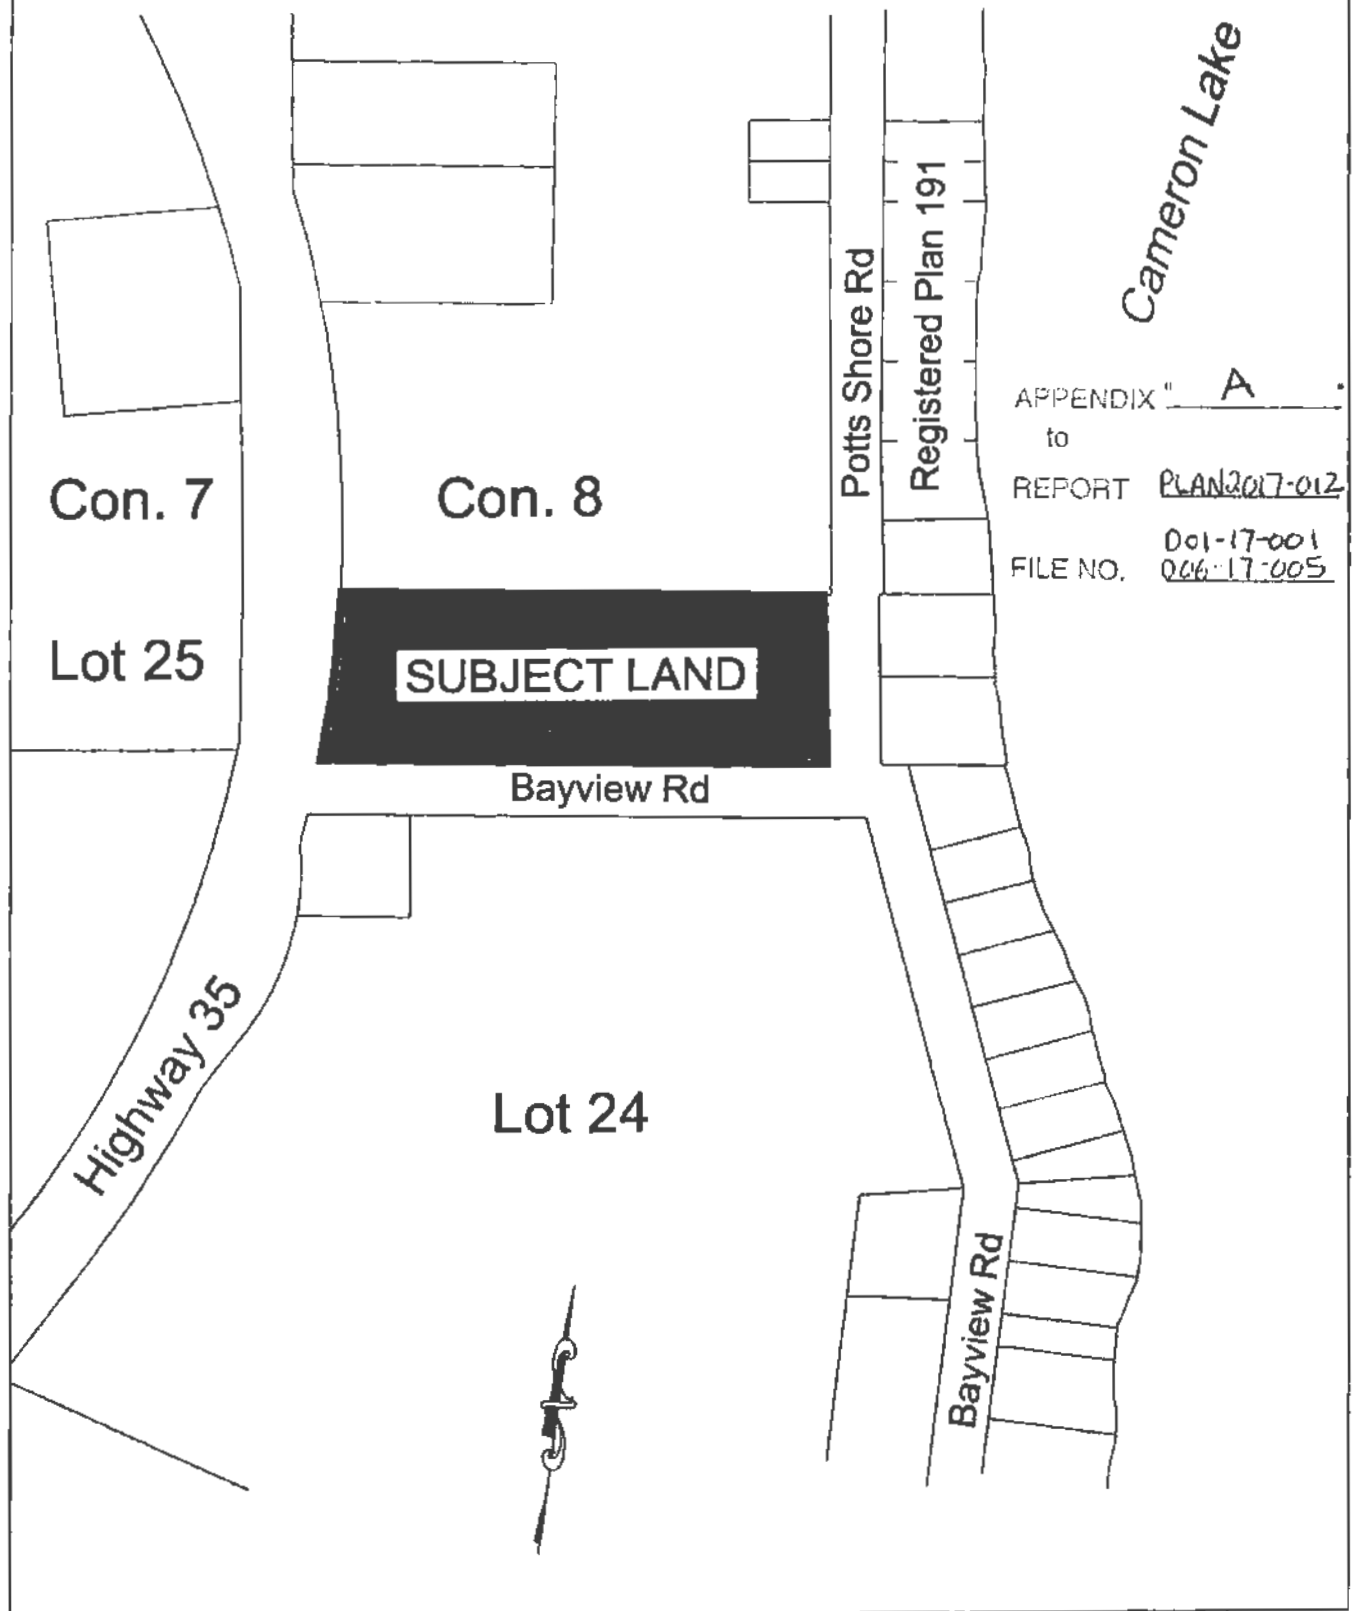 Cameron Lake
Potts Shore Rd
Registered Plan 191
APPENDIX " A "
to
REPORT PLAN2017-012
FILE NO. D01-17-001
D06-17-005
Con. 7
Con. 8
Lot 25
SUBJECT LAND
Bayview Rd
Highway 35
Lot 24
Bayview Rd